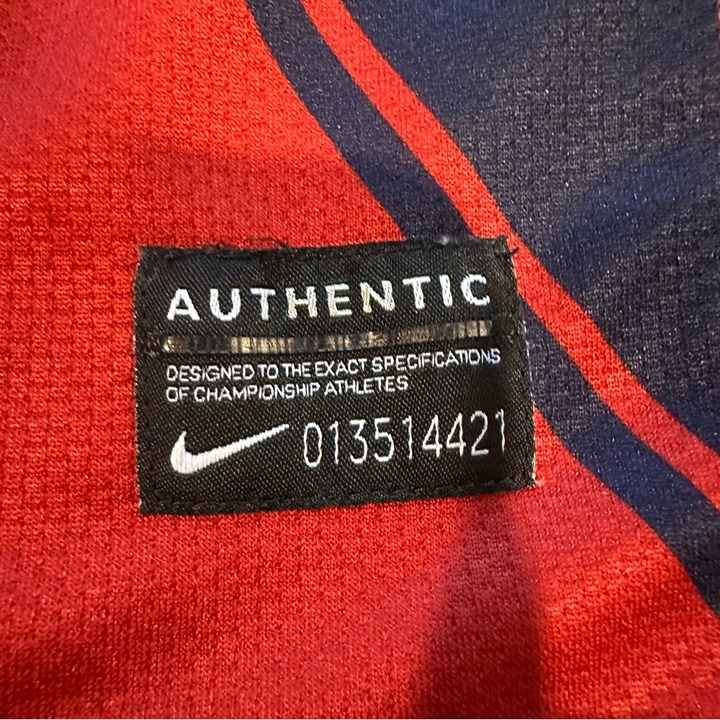 AUTHENTIC
DESIGNED TO THE EXACT SPECIFICATIONS
OF CHAMPIONSHIP ATHLETES
013514421